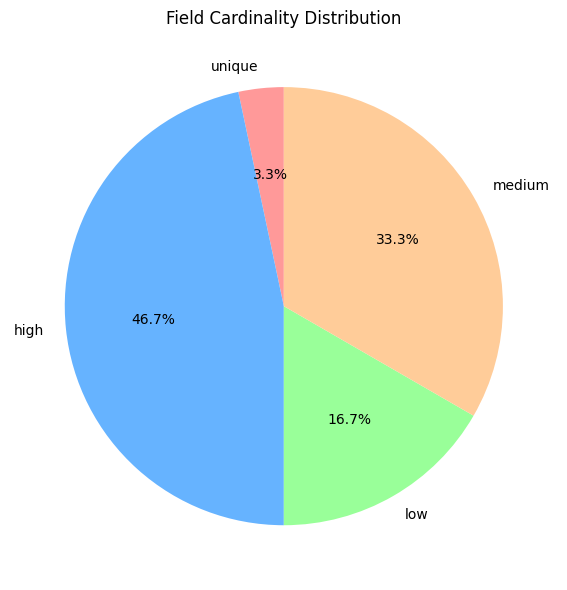 Field Cardinality Distribution
unique
3.3%
medium
33.3%
46.7%
high
16.7%
low